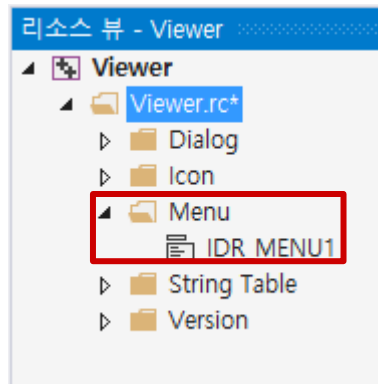 리소스 뷰 - Viewer
Viewer
Viewer.rc*
Dialog
Icon
Menu
IDR_MENU1
String Table
Version